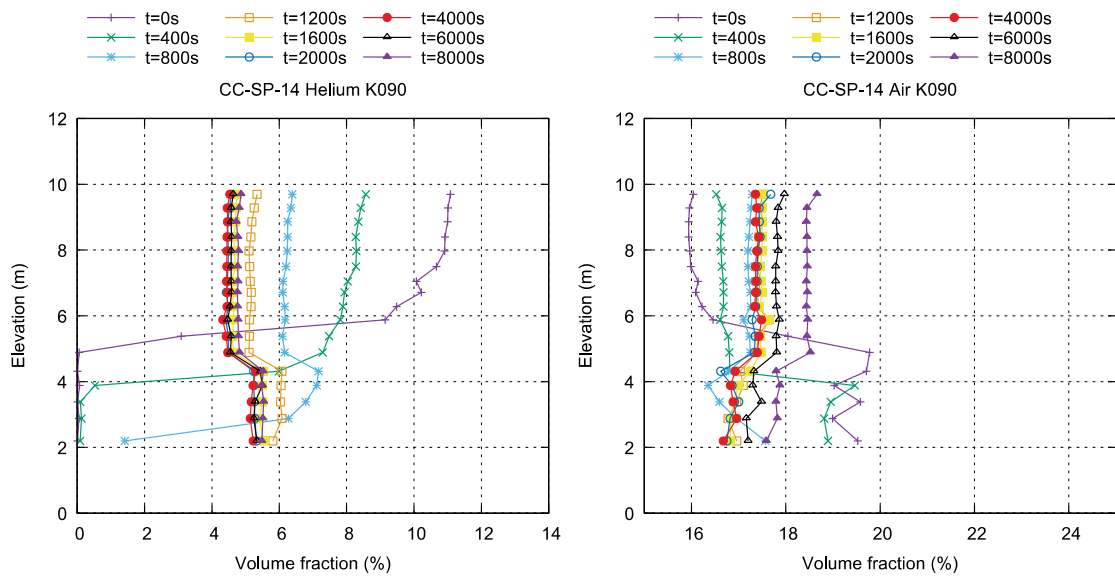 t=0s t=1200s t=4000s
t=400s t=1600s t=6000s
t=800s t=2000s t=8000s
CC-SP-14 Helium K090
Elevation (m)
14
12
10
8
6
4
2
0
0 2 4 6 8 10 12 14
Volume fraction (%)
t=0s t=1200s t=4000s
t=400s t=1600s t=6000s
t=800s t=2000s t=8000s
CC-SP-14 Air K090
Elevation (m)
12
10
8
6
4
2
0
16 17 18 20 22 24
Volume fraction (%)